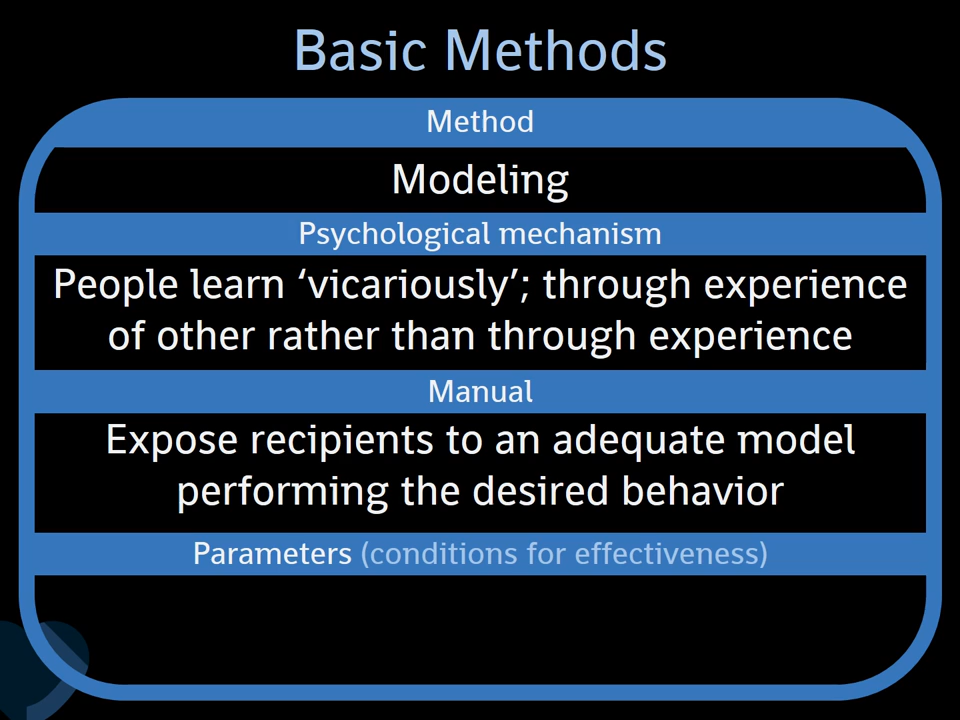 Basic Methods
Method
Modeling
Psychological mechanism
People learn ‘vicariously’; through experience
of other rather than through experience
Manual
Expose recipients to an adequate model
performing the desired behavior
Parameters (conditions for effectiveness)